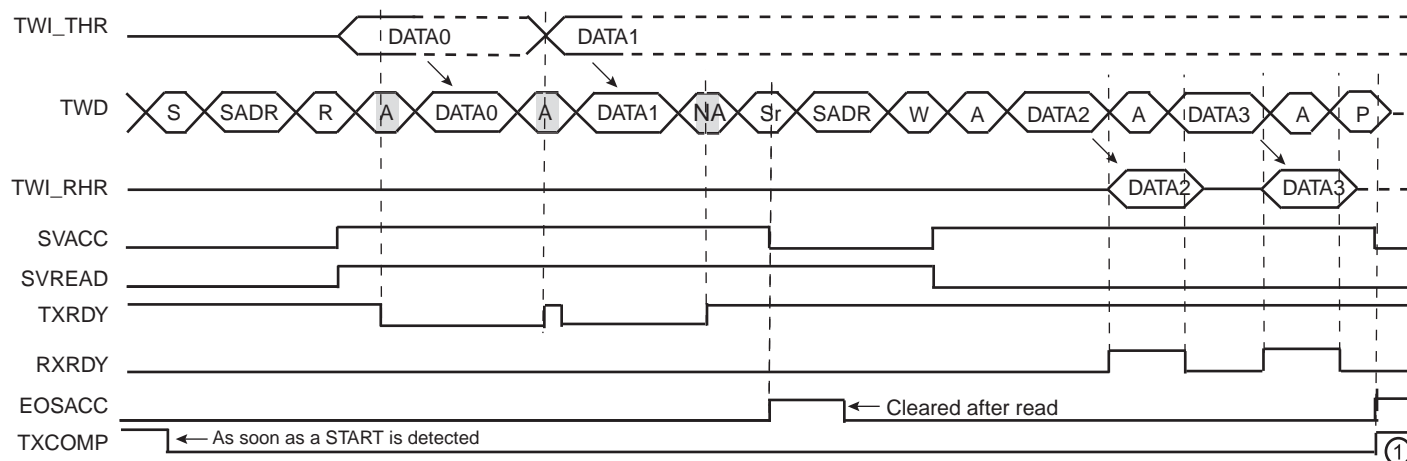 TWI_THR DATA0 DATA1
TWD S SADR R A DATA0 A DATA1 NA Sr SADR W A DATA2 A DATA3 A P
TWI_RHR DATA2 DATA3
SVACC
SVREAD
TXRDY
RXRDY
EOSACC Cleared after read
TXCOMP As soon as a START is detected 1